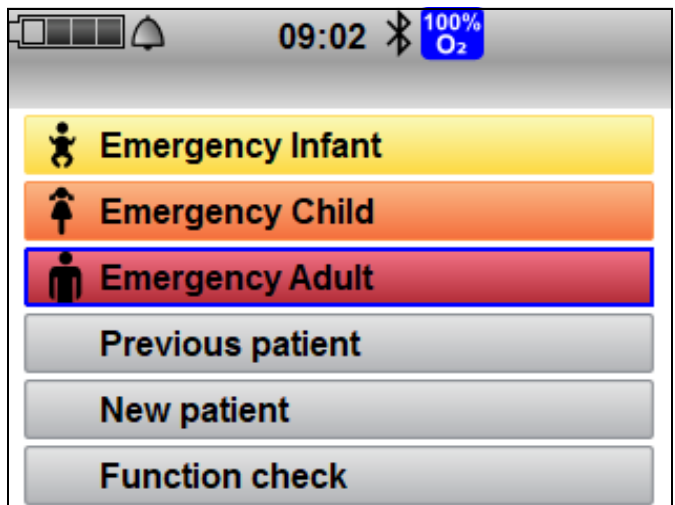 09:02 100%
O₂
Emergency Infant
Emergency Child
Emergency Adult
Previous patient
New patient
Function check